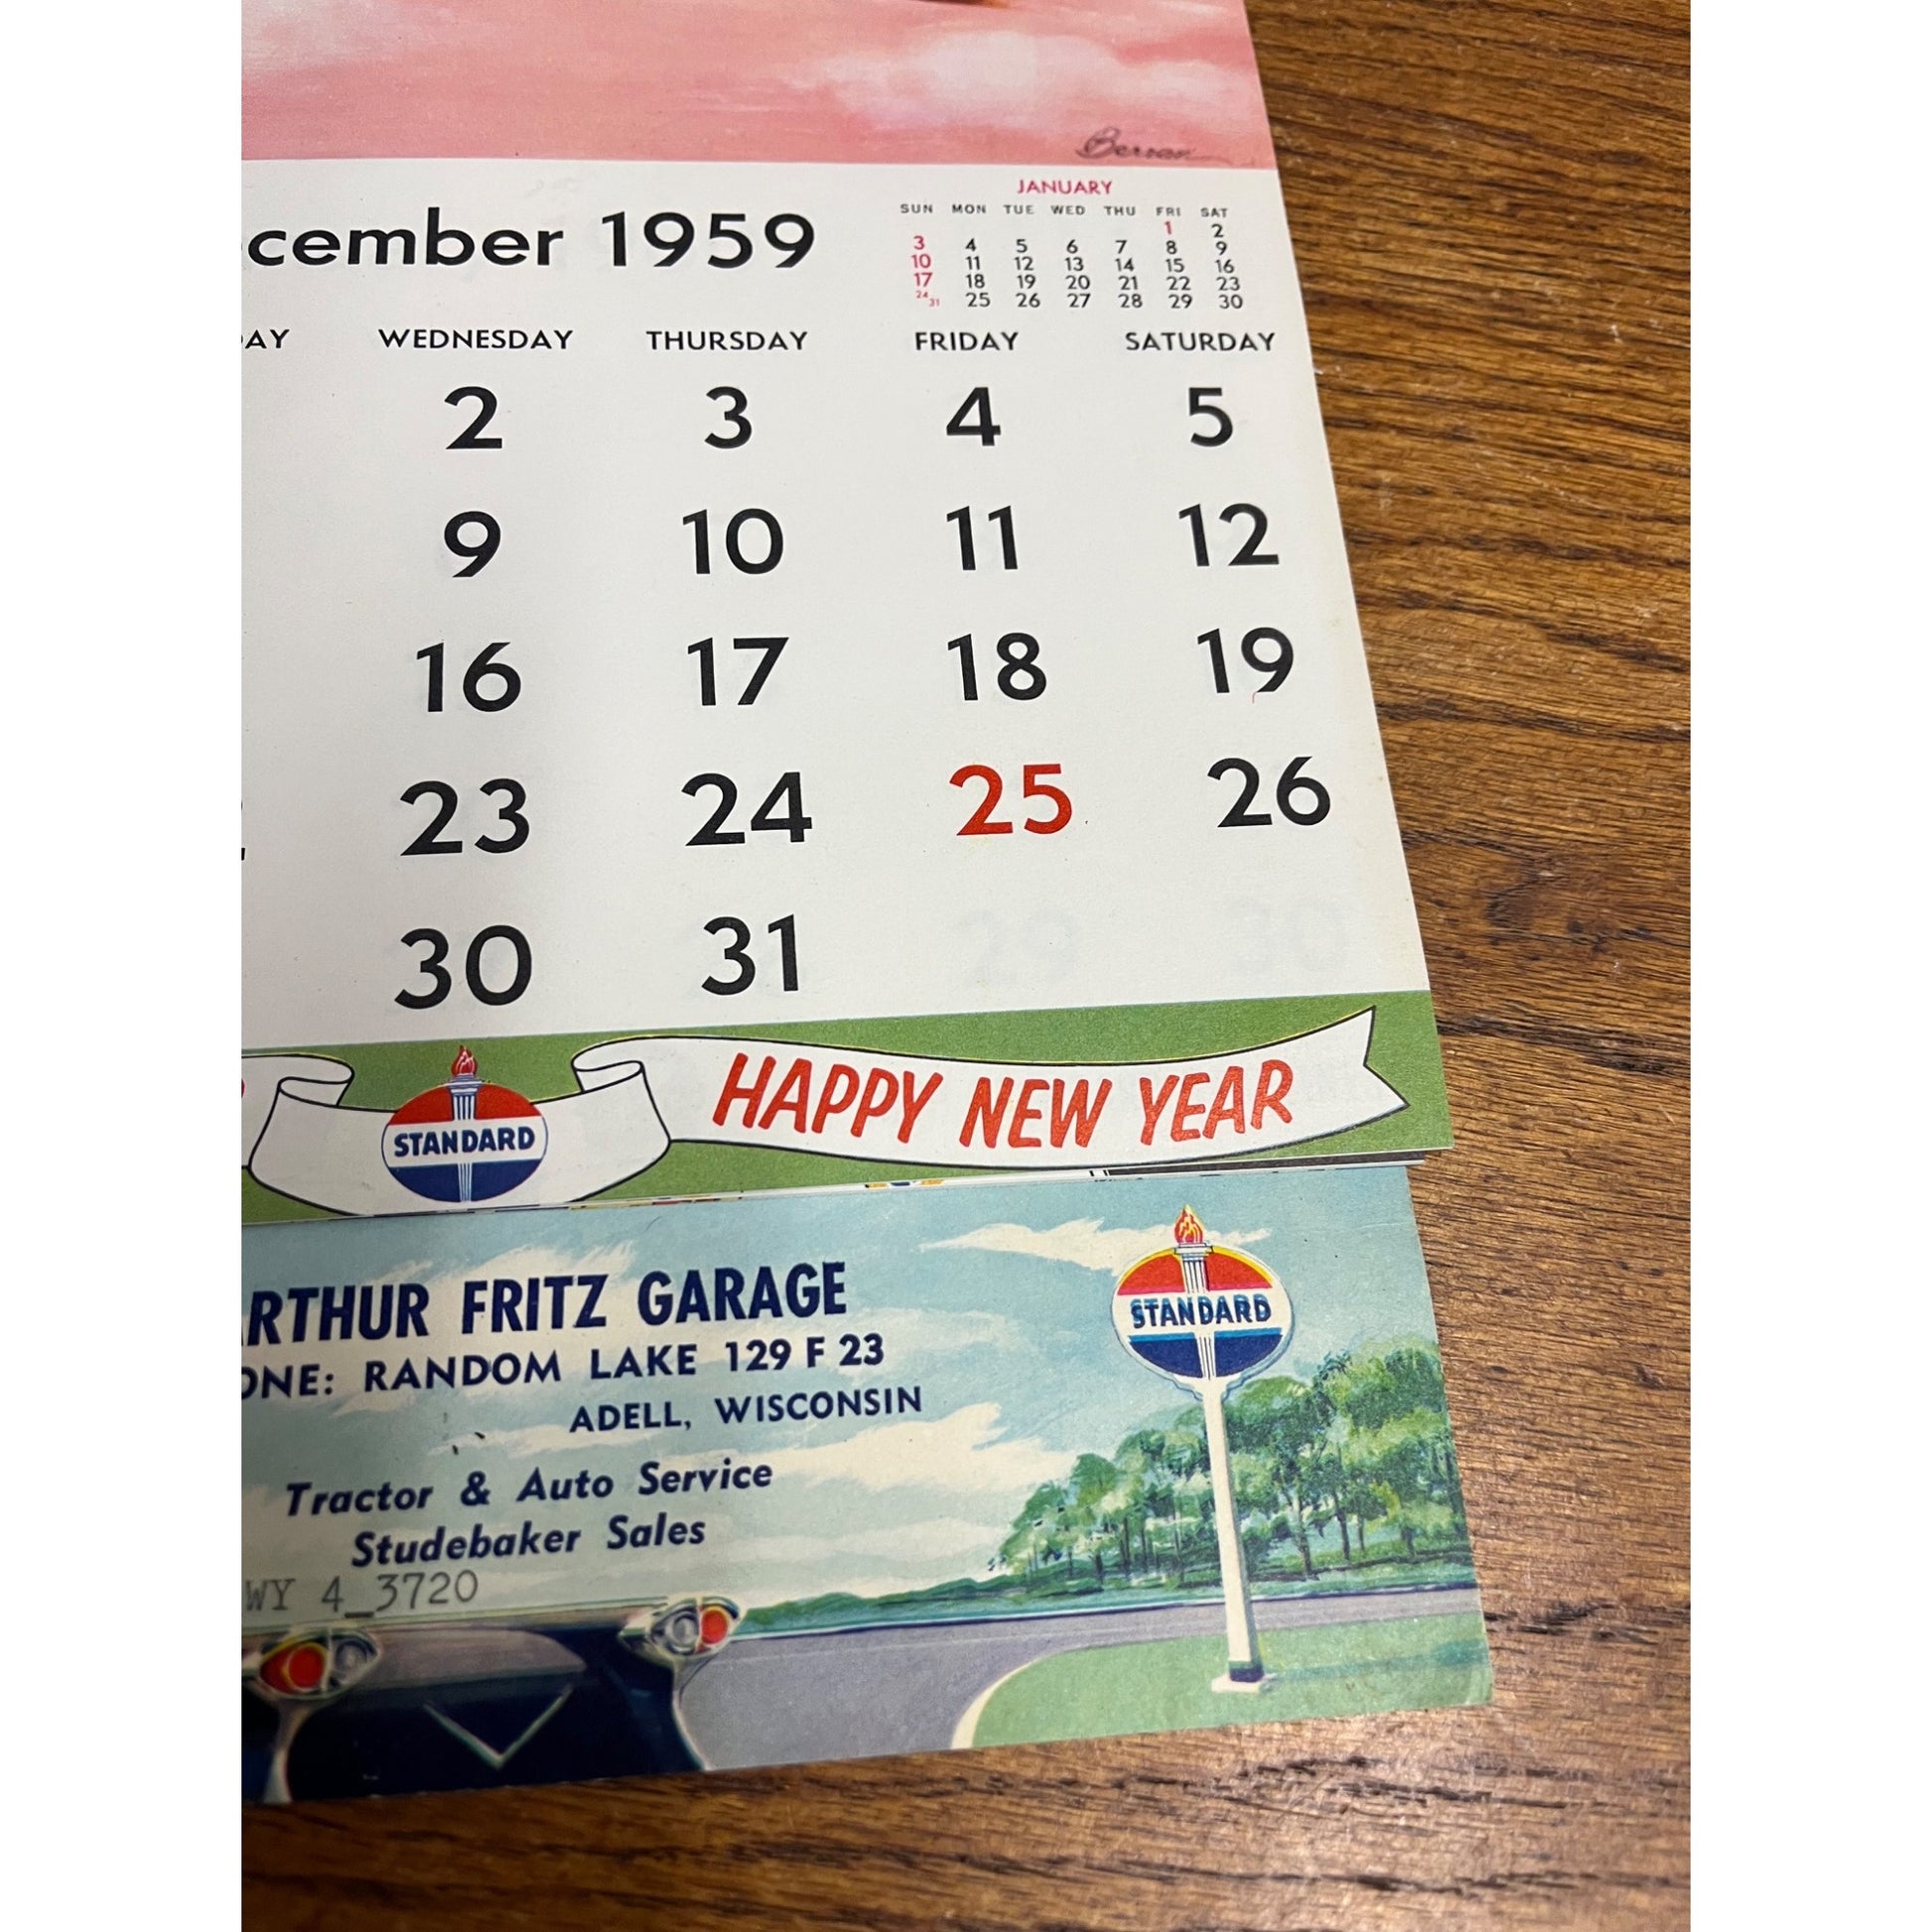 Berran
cember 1959
JANUARY
SUN MON TUE WED THU FRI SAT
1 2
3 4 5 6 7 8 9
10 11 12 13 14 15 16
17 18 19 20 21 22 23
24 31 25 26 27 28 29 30
AY WEDNESDAY THURSDAY FRIDAY SATURDAY
2 3 4 5
9 10 11 12
16 17 18 19
23 24 25 26
30 31 29 30
STANDARD HAPPY NEW YEAR
RTHUR FRITZ GARAGE
ONE: RANDOM LAKE 129 F 23
ADELL, WISCONSIN
Tractor & Auto Service
Studebaker Sales
WY 4_3720
STANDARD